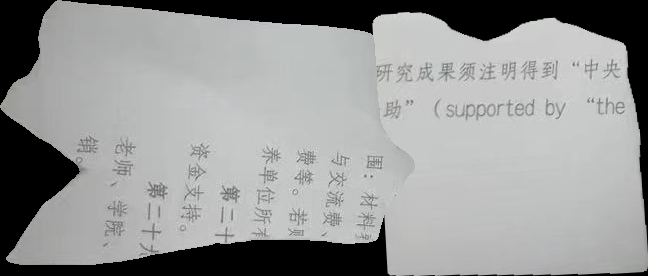 围：材料
与交流费、
费等。若
养单位所
第二十
资金支持。
第二十
老师、学院、
销。
研究成果须注明得到“中央
助”（supported by “the